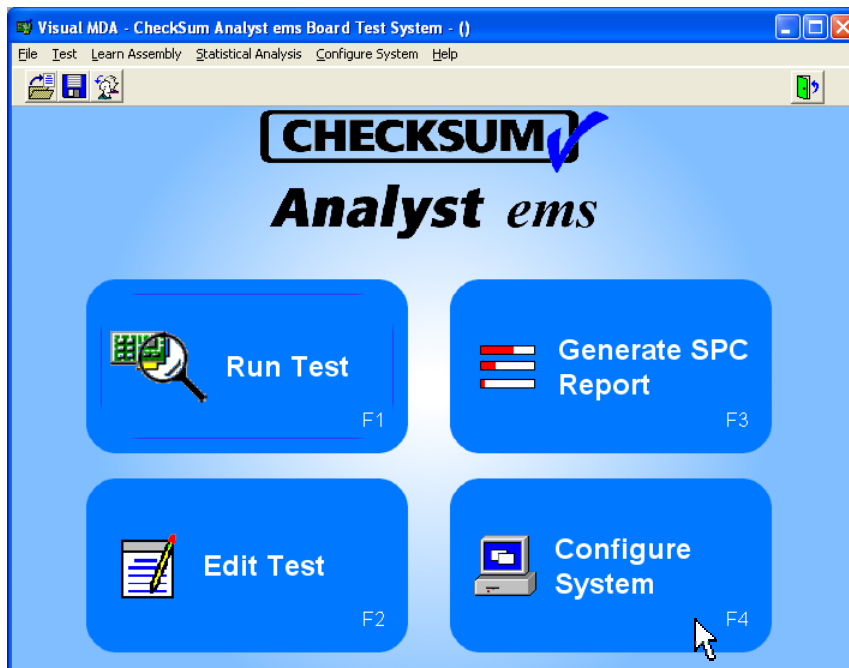 Visual MDA - CheckSum Analyst ems Board Test System - ()
File Test Learn Assembly Statistical Analysis Configure System Help
CHECKSUM
Analyst ems
Run Test
F1
Generate SPC
Report
F3
Edit Test
F2
Configure
System
F4